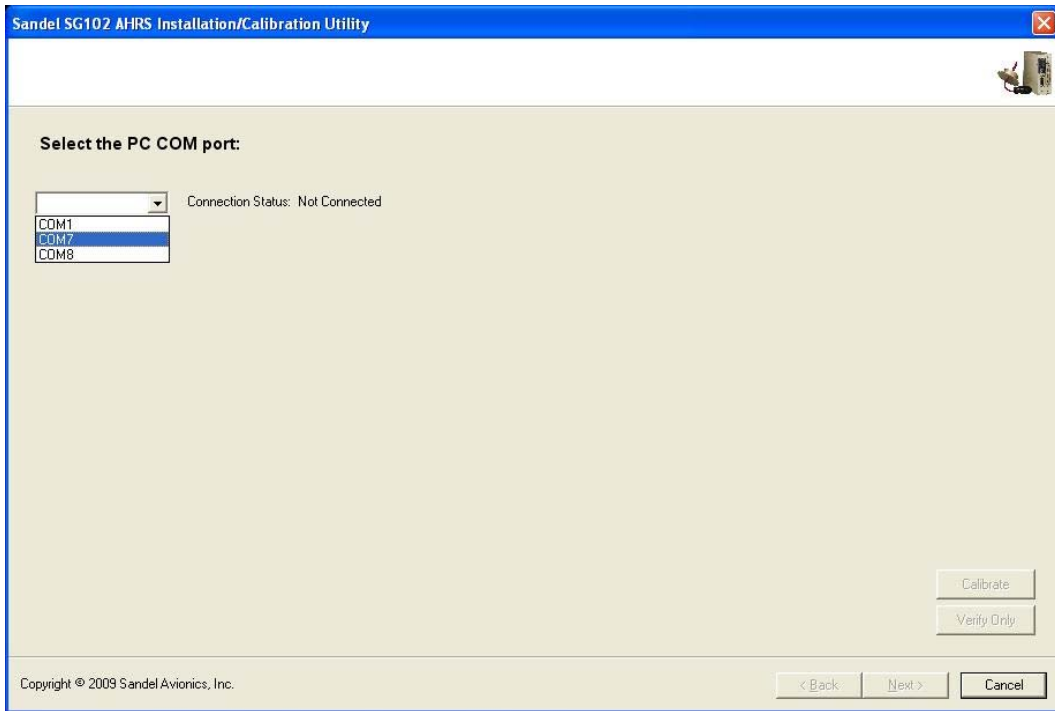 Sandel SG102 AHRS Installation/Calibration Utility
Select the PC COM port:
Connection Status: Not Connected
COM1
COM7
COM8
Calibrate
Verify Only
Copyright © 2009 Sandel Avionics, Inc.
< Back
Next >
Cancel